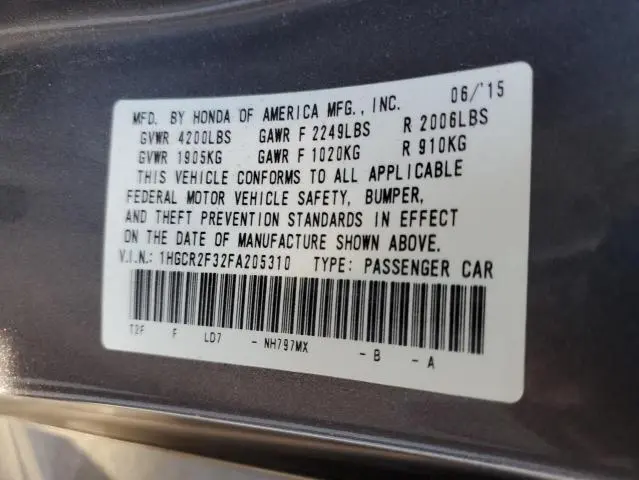 MFD. BY HONDA OF AMERICA MFG., INC. 06/'15
GVWR 4200LBS GAWR F 2249LBS R 2006LBS
GVWR 1905KG GAWR F 1020KG R 910KG
THIS VEHICLE CONFORMS TO ALL APPLICABLE
FEDERAL MOTOR VEHICLE SAFETY, BUMPER,
AND THEFT PREVENTION STANDARDS IN EFFECT
ON THE DATE OF MANUFACTURE SHOWN ABOVE.
V.I.N.: 1HGCR2F32FA205310 TYPE: PASSENGER CAR
T2F F LD7 - NH797MX - B - A